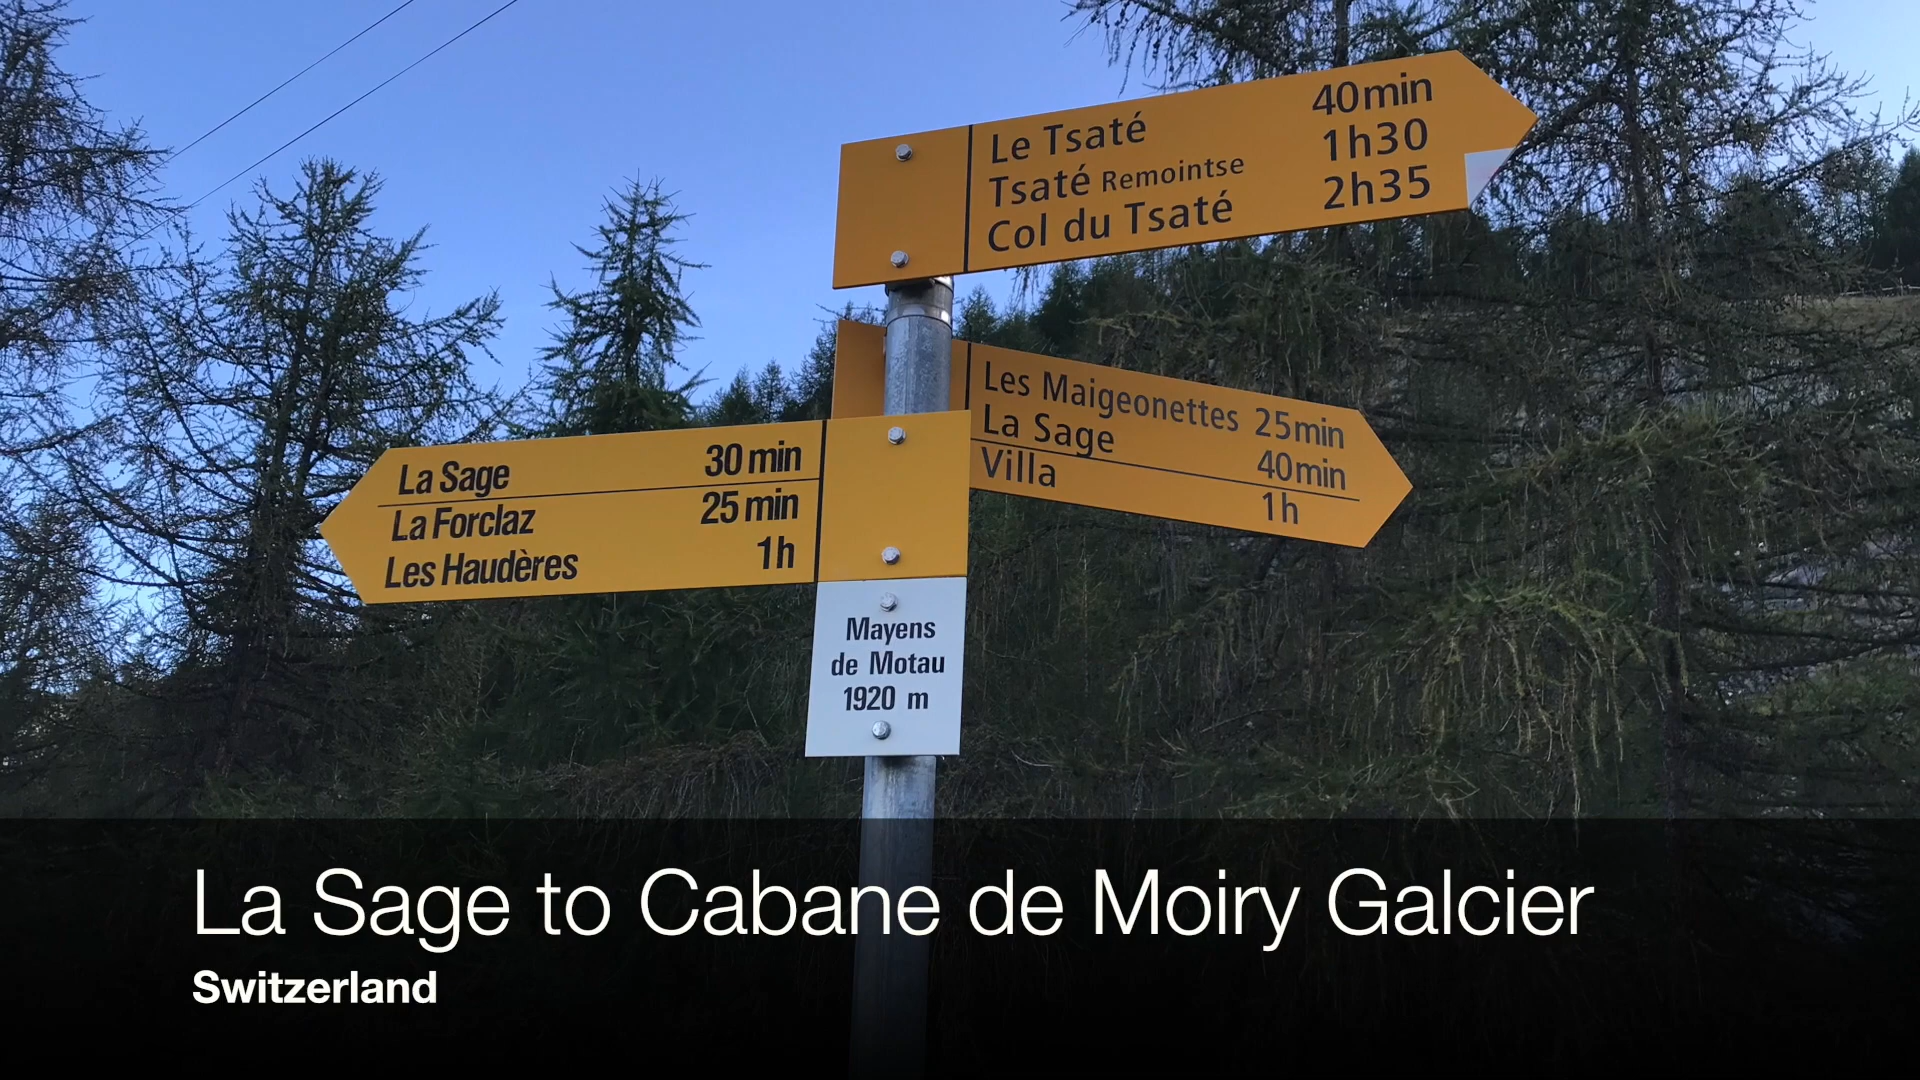 Le Tsaté 40min
Tsaté Remointse 1h30
Col du Tsaté 2h35
Les Maigeonettes 25min
La Sage 40min
Villa 1h
La Sage 30 min
La Forclaz 25 min
Les Haudères 1h
Mayens
de Motau
1920 m
La Sage to Cabane de Moiry Galcier
Switzerland